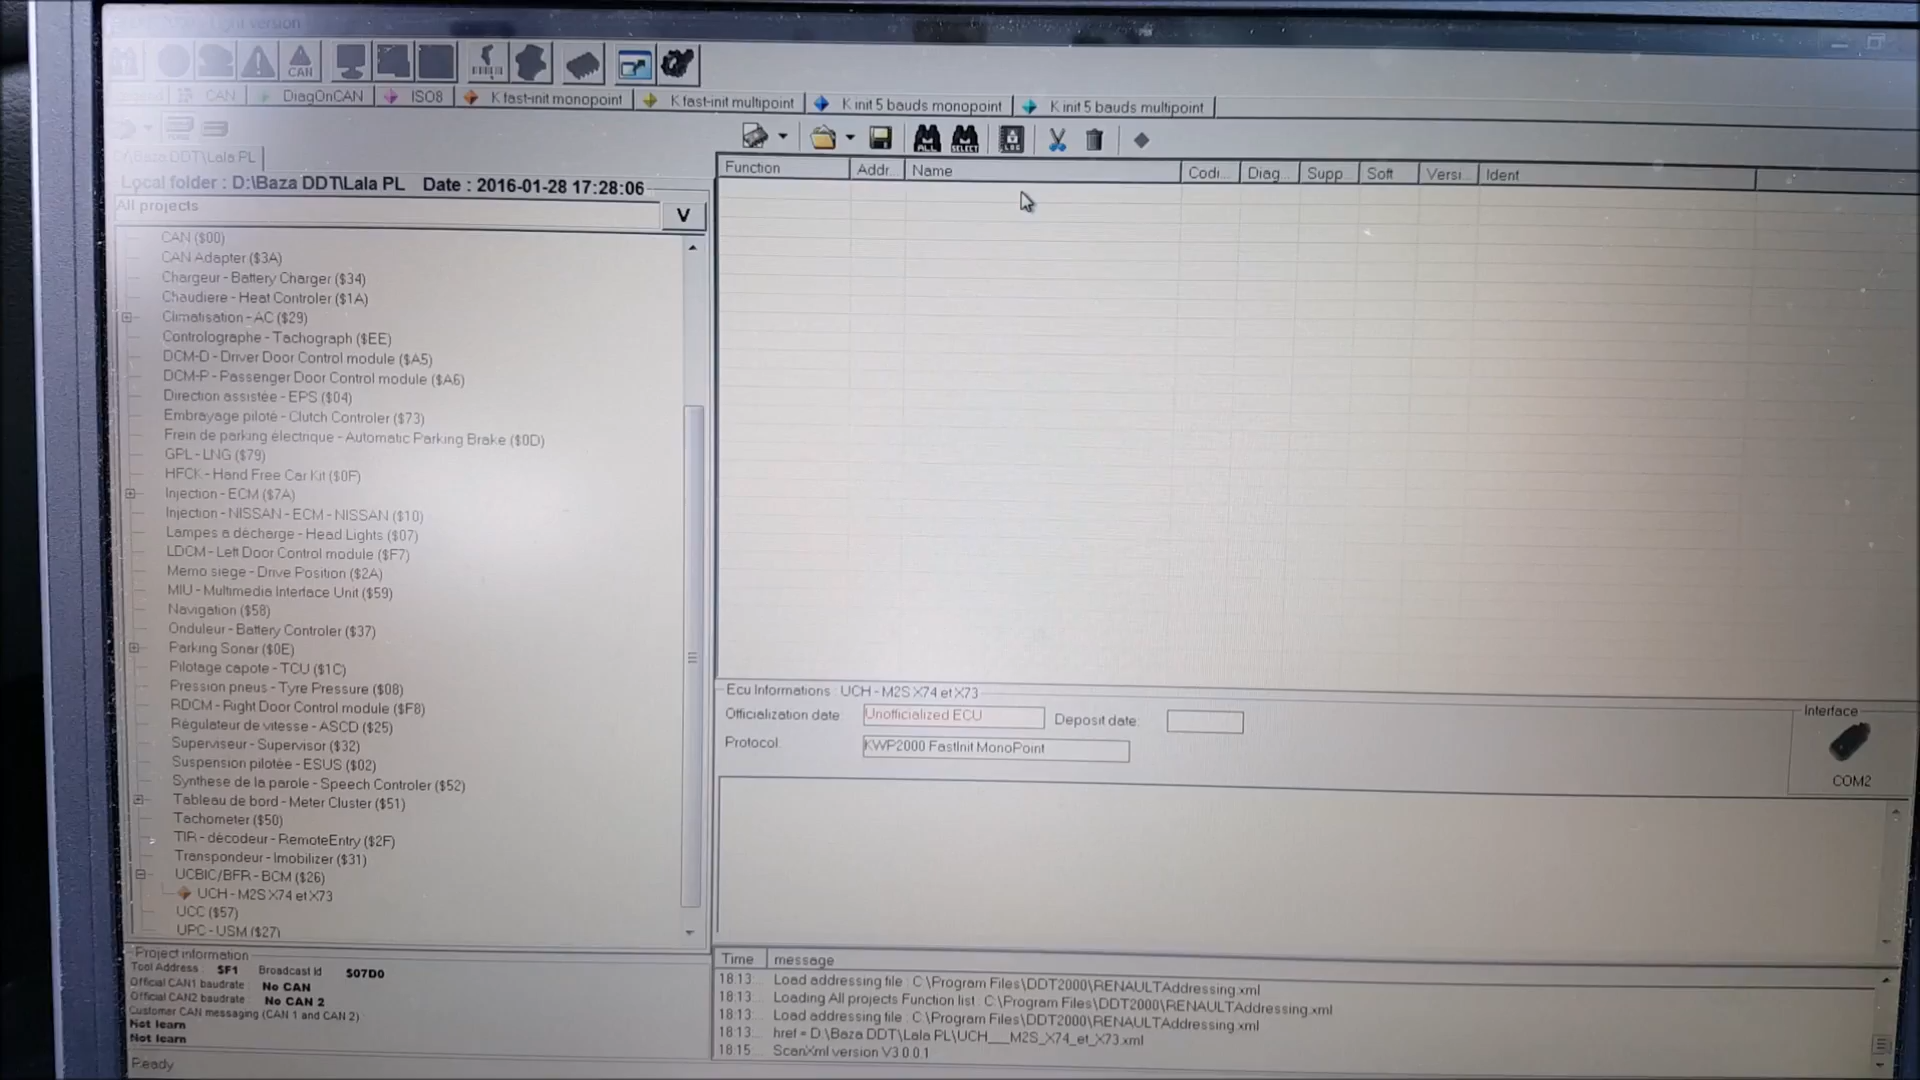 version
CAN
CAN
DiagOnCAN
ISO8
K fast-init monopoint
K fast-init multipoint
K init 5 bauds monopoint
K init 5 bauds multipoint
ALL
SELECT
LOG
Baza DDT\Lala PL
Local folder : D:\Baza DDT\Lala PL Date : 2016-01-28 17:28:06
All projects
V
CAN ($00)
CAN Adapter ($3A)
Chargeur - Battery Charger ($34)
Chaudiere - Heat Controler ($1A)
Climatisation - AC ($29)
Controlographe - Tachograph ($EE)
DCM-D - Driver Door Control module ($A5)
DCM-P - Passenger Door Control module ($A6)
Direction assistée - EPS ($04)
Embrayage piloté - Clutch Controler ($73)
Frein de parking électrique - Automatic Parking Brake ($0D)
GPL - LNG ($79)
HFCK - Hand Free Car Kit ($0F)
Injection - ECM ($7A)
Injection - NISSAN - ECM - NISSAN ($10)
Lampes a décharge - Head Lights ($07)
LDCM - Left Door Control module ($F7)
Memo siege - Drive Position ($2A)
MIU - Multimedia Interface Unit ($59)
Navigation ($58)
Onduleur - Battery Controler ($37)
Parking Sonar ($0E)
Pilotage capote - TCU ($1C)
Pression pneus - Tyre Pressure ($08)
RDCM - Right Door Control module ($F8)
Régulateur de vitesse - ASCD ($25)
Superviseur - Supervisor ($32)
Suspension pilotée - ESUS ($02)
Synthese de la parole - Speech Controler ($52)
Tableau de bord - Meter Cluster ($51)
Tachometer ($50)
TIR - décodeur - RemoteEntry ($2F)
Transpondeur - Imobilizer ($31)
UCBIC/BFR - BCM ($26)
UCH - M2S X74 et X73
UCC ($57)
UPC - USM ($27)
Project information
Tool Address : $F1 Broadcast Id $07D0
Official CAN1 baudrate : No CAN
Official CAN2 baudrate : No CAN 2
Customer CAN messaging (CAN 1 and CAN 2)
Not learn
Not learn
Ready
Function Addr... Name Codi... Diag... Supp... Soft Versi... Ident
Ecu Informations : UCH - M2S X74 et X73
Officialization date Unofficialized ECU Deposit date:
Protocol: KWP2000 FastInit MonoPoint
Interface
COM2
Time message
18:13: Load addressing file : C:\Program Files\DDT2000\RENAULTAddressing.xml
18:13: Loading All projects Function list : C:\Program Files\DDT2000\RENAULTAddressing.xml
18:13: Load addressing file : C:\Program Files\DDT2000\RENAULTAddressing.xml
18:13: href = D:\Baza DDT\Lala PL\UCH___M2S_X74_et_X73.xml
18:15: ScanXml version V3.0.0.1